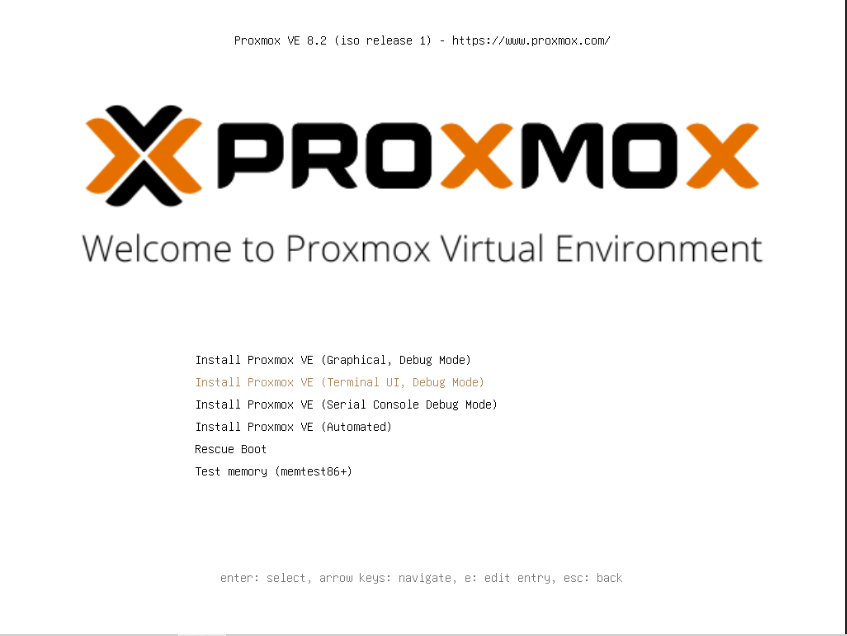 Proxmox VE 8.2 (iso release 1) - https://www.proxmox.com/
PROXMOX
Welcome to Proxmox Virtual Environment
Install Proxmox VE (Graphical, Debug Mode)
Install Proxmox VE (Terminal UI, Debug Mode)
Install Proxmox VE (Serial Console Debug Mode)
Install Proxmox VE (Automated)
Rescue Boot
Test memory (memtest86+)
enter: select, arrow keys: navigate, e: edit entry, esc: back